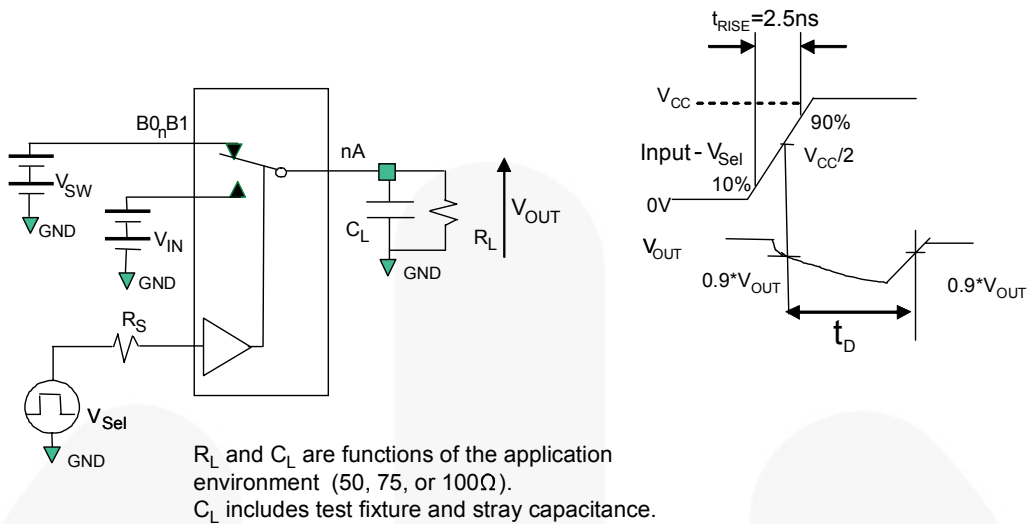 t_RISE=2.5ns
V_CC
90%
Input - V_Sel
V_CC/2
10%
0V
V_OUT
0.9*V_OUT
0.9*V_OUT
t_D
B0_nB1
nA
V_SW
GND
V_IN
GND
C_L
R_L
V_OUT
GND
R_S
V_Sel
GND
R_L and C_L are functions of the application
environment (50, 75, or 100Ω).
C_L includes test fixture and stray capacitance.